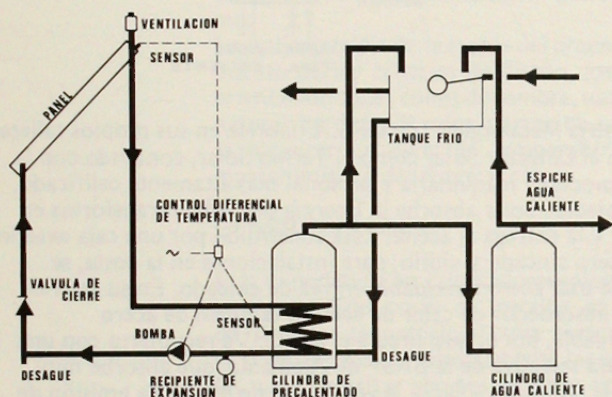 VENTILACION
SENSOR
PANEL
TANQUE FRIO
ESPICHE
AGUA
CALIENTE
CONTROL DIFERENCIAL
DE TEMPERATURA
VALVULA DE
CIERRE
SENSOR
BOMBA
DESAGUE
RECIPIENTE DE
EXPANSION
CILINDRO DE
PRECALENTADO
DESAGUE
CILINDRO DE
AGUA CALIENTE